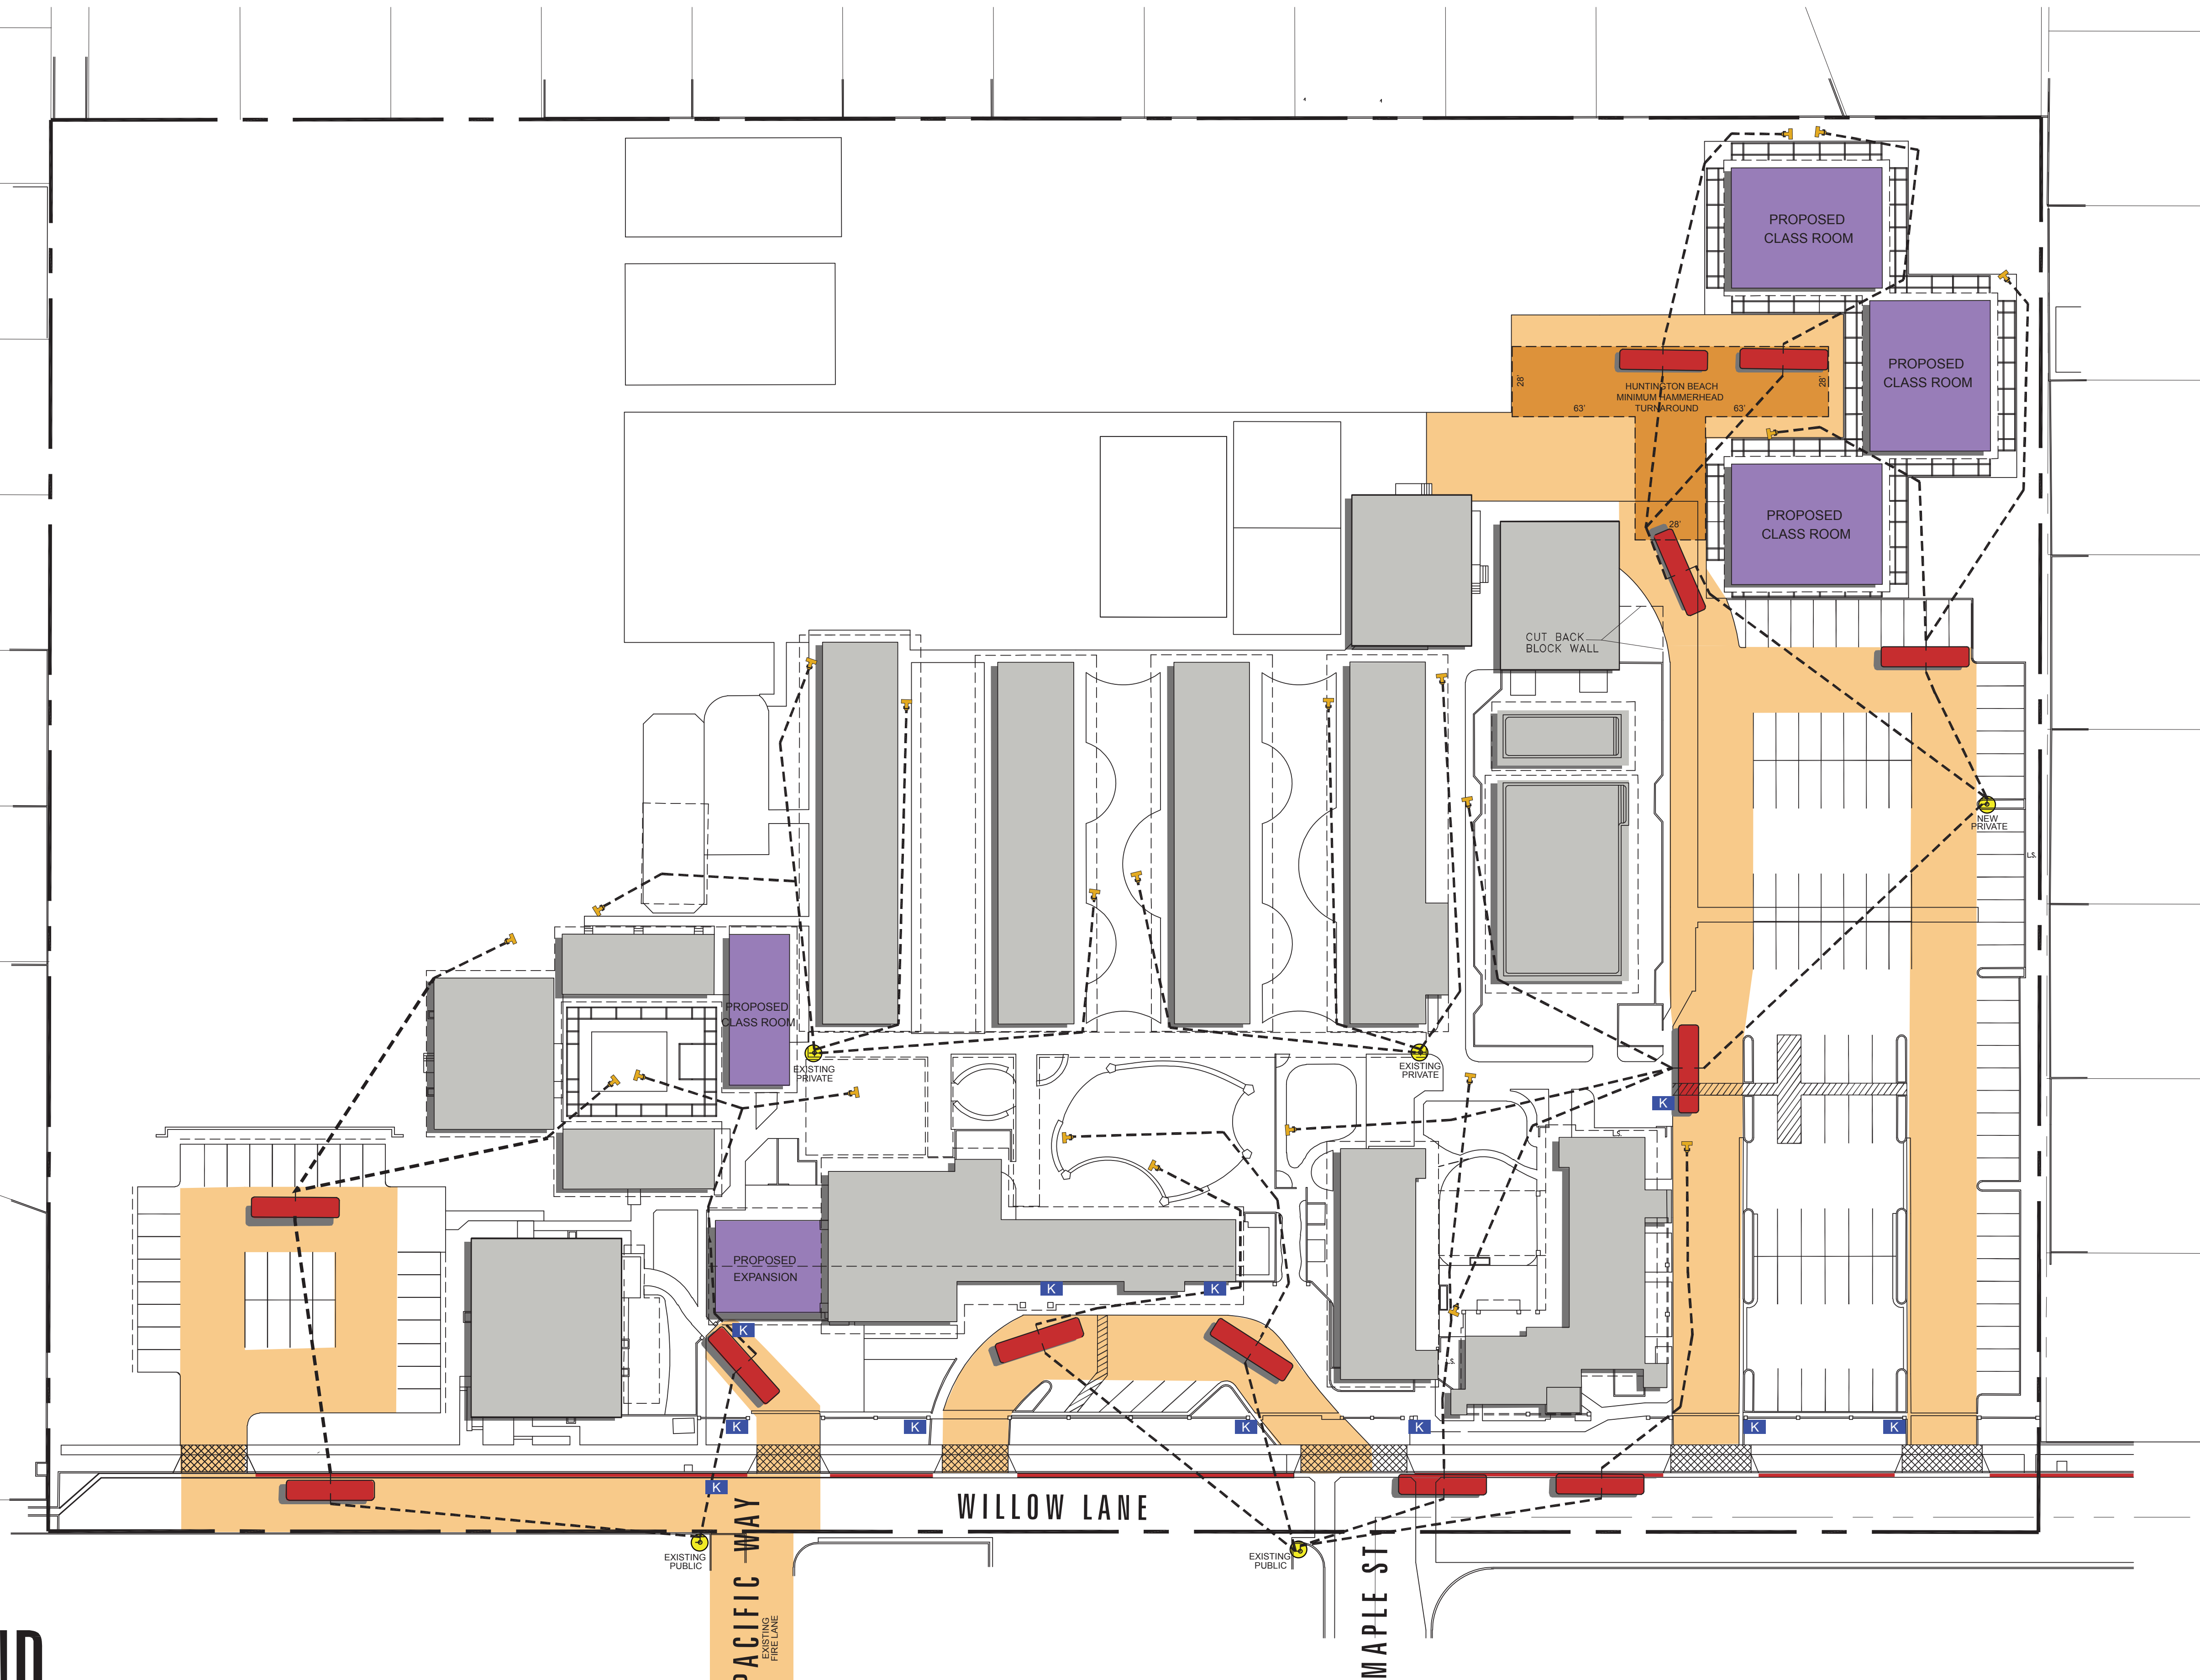 PROPOSED
CLASS ROOM
PROPOSED
CLASS ROOM
28'
HUNTINGTON BEACH
MINIMUM HAMMERHEAD
TURNAROUND
28'
63'
63'
PROPOSED
CLASS ROOM
28'
CUT BACK
BLOCK WALL
NEW
PRIVATE
L.S.
PROPOSED
CLASS ROOM
EXISTING
PRIVATE
EXISTING
PRIVATE
K
L.S.
PROPOSED
EXPANSION
K
K
K
L.S.
K
K
K
K
K
K
K
WILLOW LANE
EXISTING
PUBLIC
EXISTING
PUBLIC
PACIFIC WAY
EXISTING
FIRE LANE
MAPLE ST